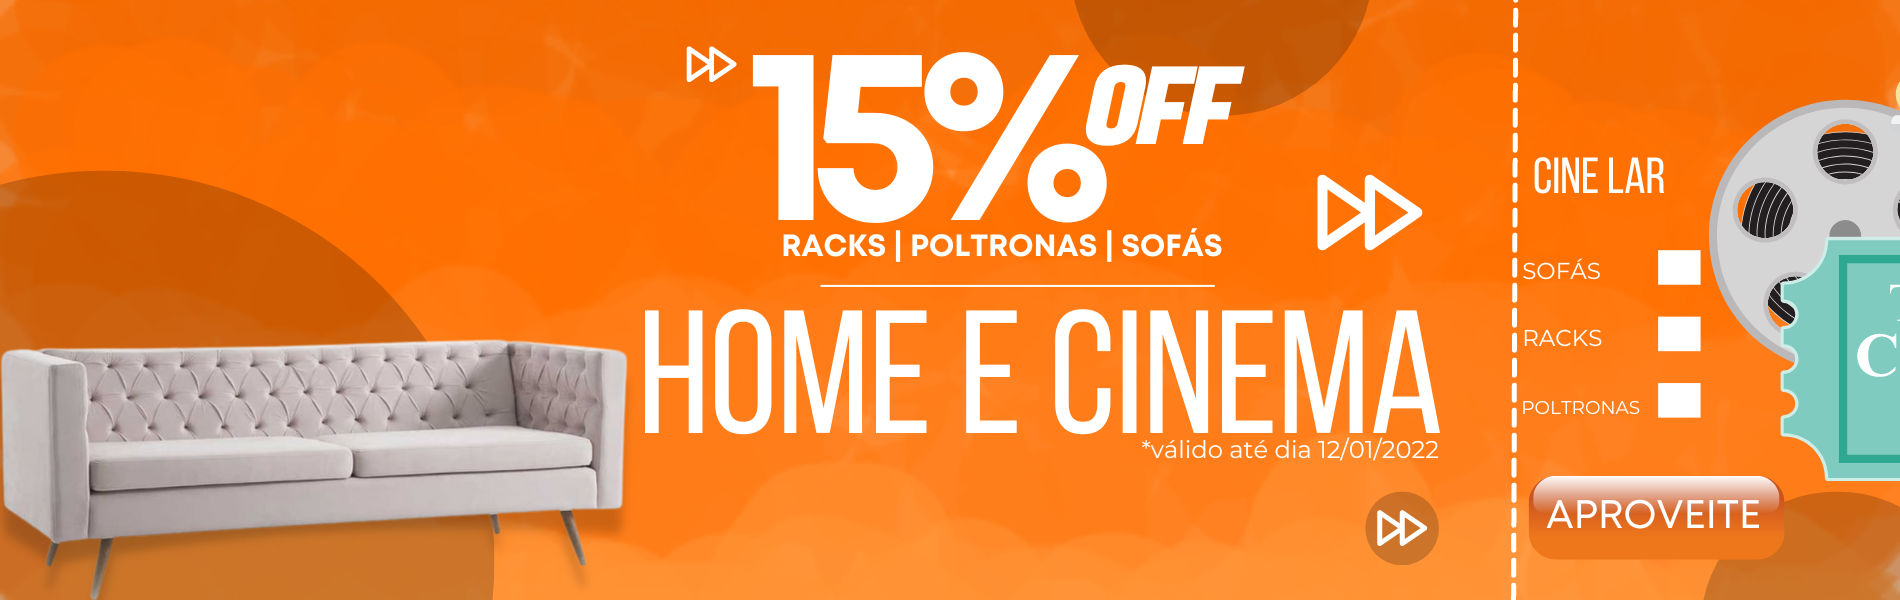 15% OFF
RACKS | POLTRONAS | SOFÁS
HOME E CINEMA
*válido até dia 12/01/2022
CINE LAR
SOFÁS
RACKS
POLTRONAS
APROVEITE